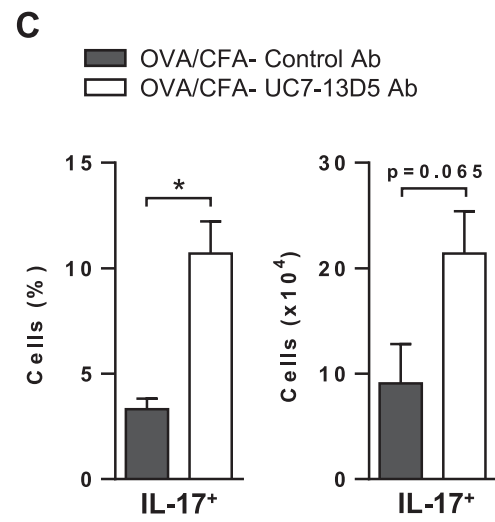 C
OVA/CFA- Control Ab
OVA/CFA- UC7-13D5 Ab
Cells (%)
15
10
5
0
*
IL-17⁺
Cells (x10⁴)
30
20
10
0
p=0.065
IL-17⁺